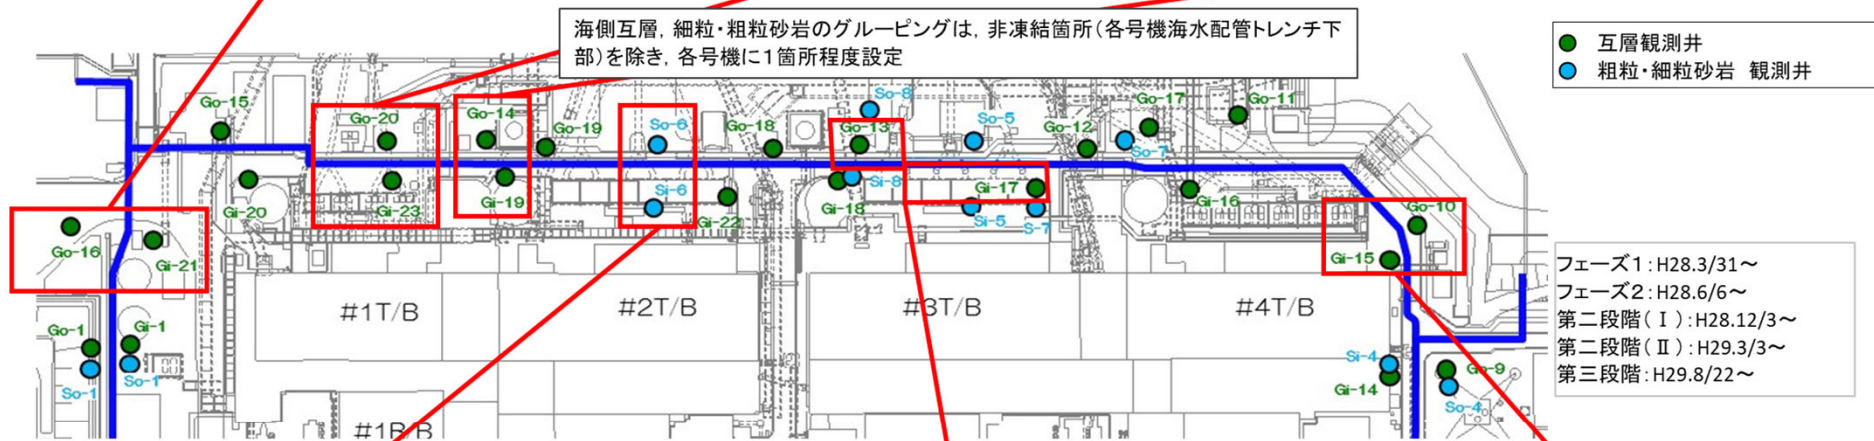 海側互層，細粒・粗粒砂岩のグルーピングは，非凍結箇所（各号機海水配管トレンチ下
部）を除き，各号機に１箇所程度設定
互層観測井
粗粒・細粒砂岩　観測井
Go-15
Go-20
Go-14
Go-19
So-6
Go-18
So-8
Go-13
So-5
Go-12
Go-17
So-7
Go-11
Gi-20
Gi-23
Gi-19
Si-6
Gi-22
Gi-18
Si-8
Gi-17
Si-5
S-7
Gi-16
Go-10
Gi-15
Go-16
Gi-21
#1T/B
#2T/B
#3T/B
#4T/B
Go-1
Gi-1
So-1
So-1
Si-4
Gi-14
Go-9
So-4
#1R/B
フェーズ１：H28.3/31～
フェーズ２：H28.6/6～
第二段階（Ⅰ）：H28.12/3～
第二段階（Ⅱ）：H29.3/3～
第三段階：H29.8/22～